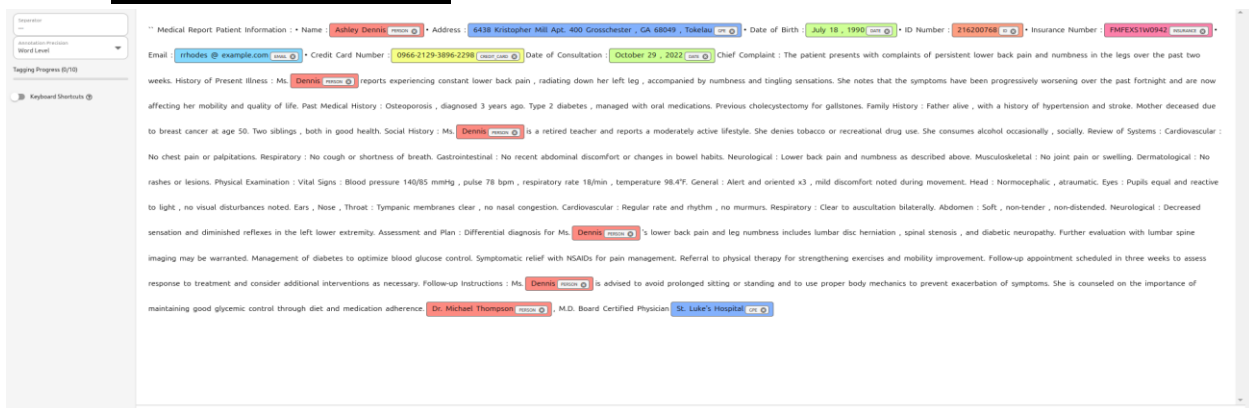 Separator
Annotation Precision
Word Level
Tagging Progress (0/10)
Keyboard Shortcuts
`` Medical Report Patient Information : • Name : Ashley Dennis PERSON • Address : 6438 Kristopher Mill Apt. 400 Grosschester , GA 68049 , Tokelau GPE • Date of Birth : July 18 , 1990 DATE • ID Number : 216200768 ID • Insurance Number : FMFEXS1W0942 INSURANCE •
Email : rrhodes @ example.com EMAIL • Credit Card Number : 0966-2129-3896-2298 CREDIT_CARD Date of Consultation : October 29 , 2022 DATE Chief Complaint : The patient presents with complaints of persistent lower back pain and numbness in the legs over the past two
weeks. History of Present Illness : Ms. Dennis PERSON reports experiencing constant lower back pain , radiating down her left leg , accompanied by numbness and tingling sensations. She notes that the symptoms have been progressively worsening over the past fortnight and are now
affecting her mobility and quality of life. Past Medical History : Osteoporosis , diagnosed 3 years ago. Type 2 diabetes , managed with oral medications. Previous cholecystectomy for gallstones. Family History : Father alive , with a history of hypertension and stroke. Mother deceased due
to breast cancer at age 50. Two siblings , both in good health. Social History : Ms. Dennis PERSON is a retired teacher and reports a moderately active lifestyle. She denies tobacco or recreational drug use. She consumes alcohol occasionally , socially. Review of Systems : Cardiovascular :
No chest pain or palpitations. Respiratory : No cough or shortness of breath. Gastrointestinal : No recent abdominal discomfort or changes in bowel habits. Neurological : Lower back pain and numbness as described above. Musculoskeletal : No joint pain or swelling. Dermatological : No
rashes or lesions. Physical Examination : Vital Signs : Blood pressure 140/85 mmHg , pulse 78 bpm , respiratory rate 18/min , temperature 98.4°F. General : Alert and oriented x3 , mild discomfort noted during movement. Head : Normocephalic , atraumatic. Eyes : Pupils equal and reactive
to light , no visual disturbances noted. Ears , Nose , Throat : Tympanic membranes clear , no nasal congestion. Cardiovascular : Regular rate and rhythm , no murmurs. Respiratory : Clear to auscultation bilaterally. Abdomen : Soft , non-tender , non-distended. Neurological : Decreased
sensation and diminished reflexes in the left lower extremity. Assessment and Plan : Differential diagnosis for Ms. Dennis PERSON 's lower back pain and leg numbness includes lumbar disc herniation , spinal stenosis , and diabetic neuropathy. Further evaluation with lumbar spine
imaging may be warranted. Management of diabetes to optimize blood glucose control. Symptomatic relief with NSAIDs for pain management. Referral to physical therapy for strengthening exercises and mobility improvement. Follow-up appointment scheduled in three weeks to assess
response to treatment and consider additional interventions as necessary. Follow-up Instructions : Ms. Dennis PERSON is advised to avoid prolonged sitting or standing and to use proper body mechanics to prevent exacerbation of symptoms. She is counseled on the importance of
maintaining good glycemic control through diet and medication adherence. Dr. Michael Thompson PERSON , M.D. Board Certified Physician St. Luke's Hospital GPE